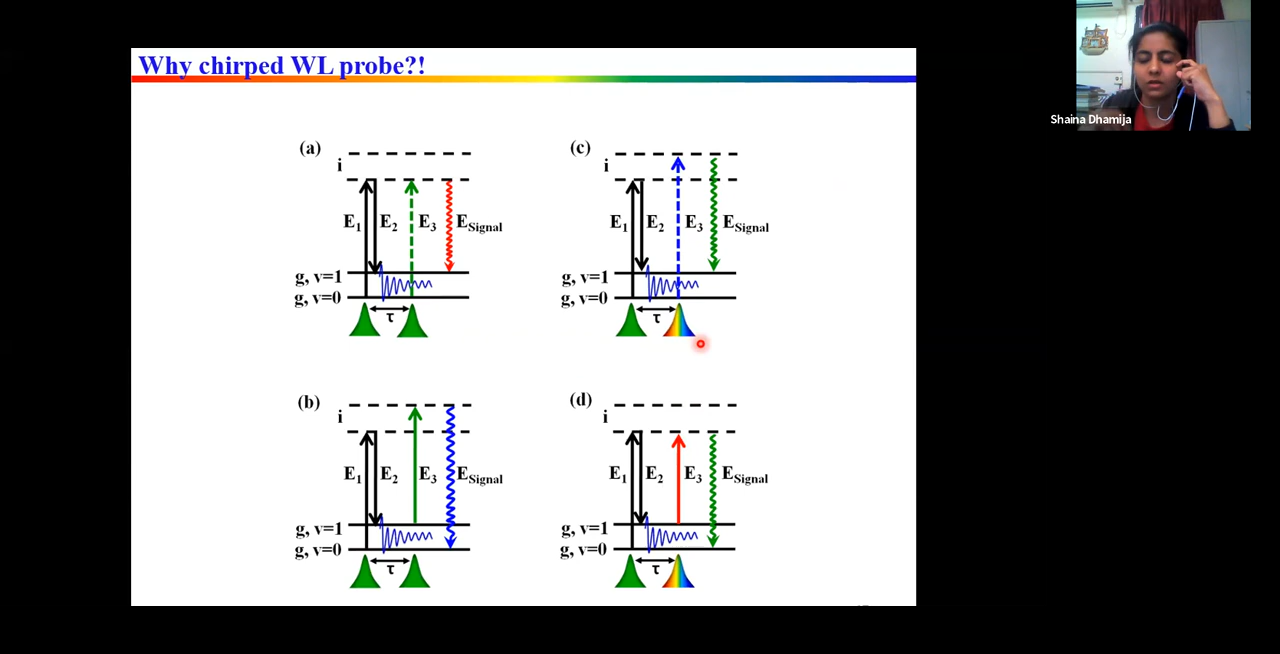 Why chirped WL probe?!
Shaina Dhamija
(a)
i
E1 E2 E3 ESignal
g, v=1
g, v=0
τ
(c)
i
E1 E2 E3 ESignal
g, v=1
g, v=0
τ
(b)
i
E1 E2 E3 ESignal
g, v=1
g, v=0
τ
(d)
i
E1 E2 E3 ESignal
g, v=1
g, v=0
τ